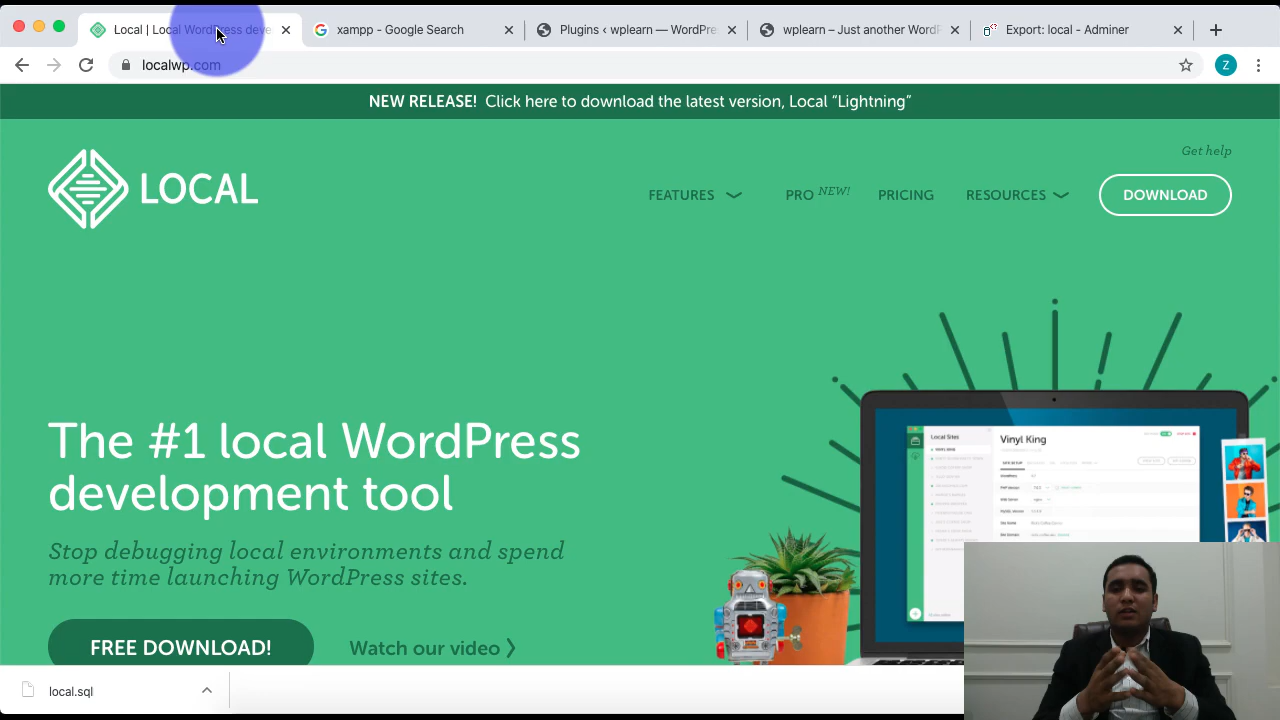 Local | Local WordPress deve
xampp - Google Search
Plugins ‹ wplearn — WordPre
wplearn – Just another WordP
Export: local - Adminer
localwp.com
Z
NEW RELEASE! Click here to download the latest version, Local “Lightning”
Get help
LOCAL
FEATURES
PRO NEW!
PRICING
RESOURCES
DOWNLOAD
The #1 local WordPress
development tool
Stop debugging local environments and spend
more time launching WordPress sites.
FREE DOWNLOAD!
Watch our video
Local Sites
Vinyl King
local.sql